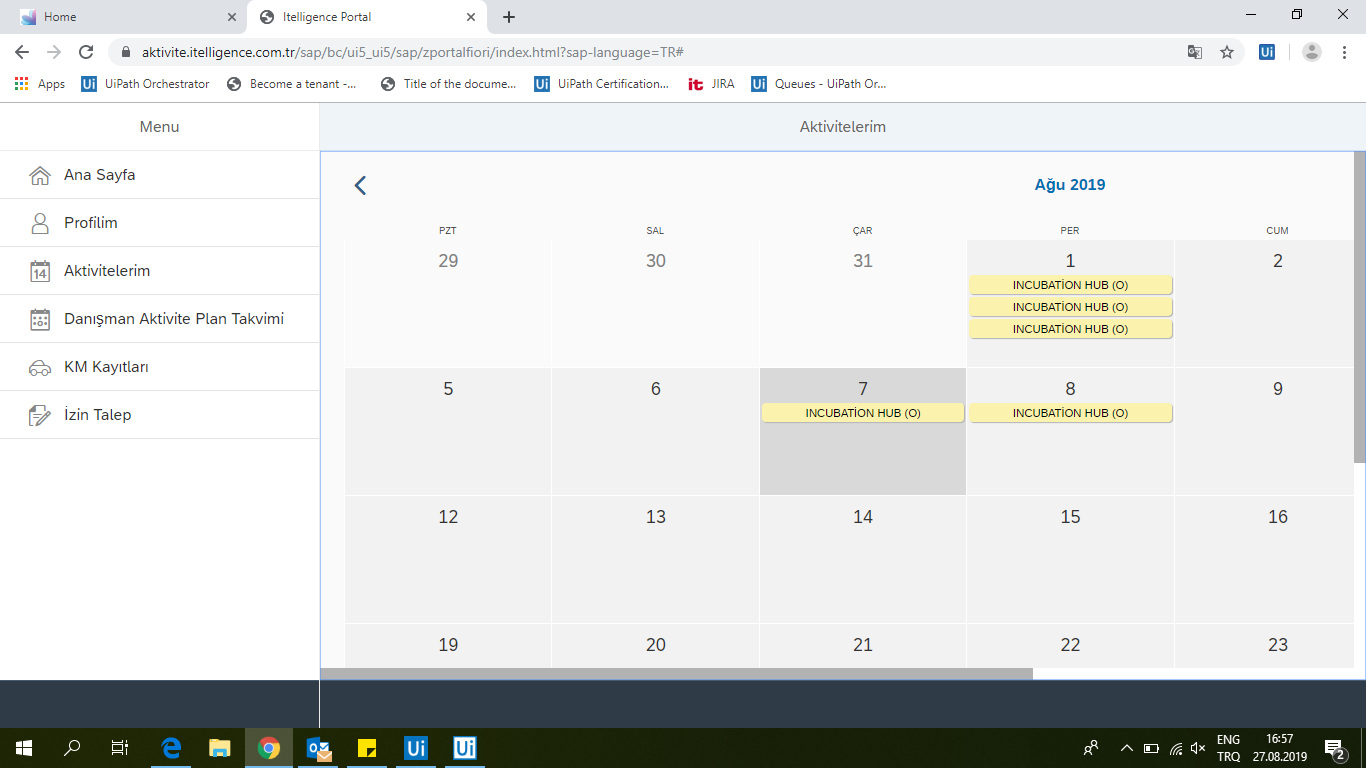 Home
Itelligence Portal
aktivite.itelligence.com.tr/sap/bc/ui5_ui5/sap/zportalfiori/index.html?sap-language=TR#
Apps
UiPath Orchestrator
Become a tenant -...
Title of the docume...
UiPath Certification...
JIRA
Queues - UiPath Or...
Menu
Aktivitelerim
Ana Sayfa
Profilim
14 Aktivitelerim
Danışman Aktivite Plan Takvimi
KM Kayıtları
İzin Talep
Ağu 2019
PZT SAL ÇAR PER CUM
29 30 31 1 2
INCUBATİON HUB (O)
INCUBATİON HUB (O)
INCUBATİON HUB (O)
5 6 7 8 9
INCUBATİON HUB (O) INCUBATİON HUB (O)
12 13 14 15 16
19 20 21 22 23
ENG 16:57
TRQ 27.08.2019 2